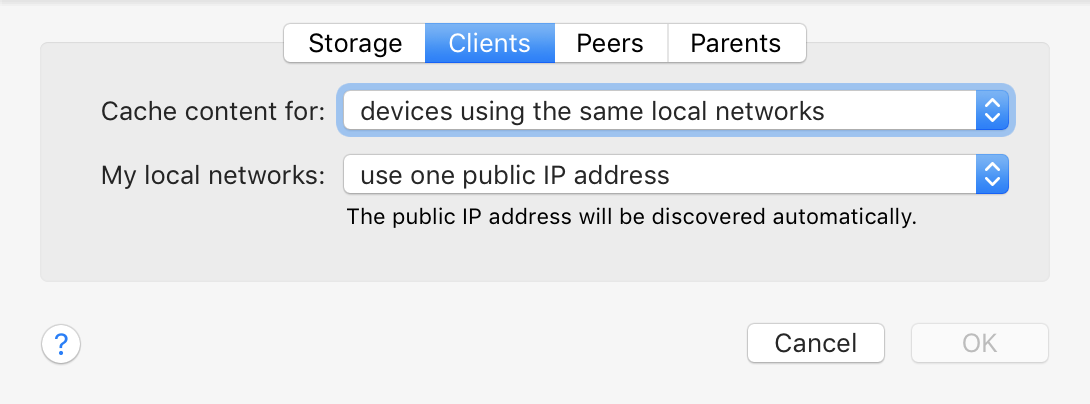 Storage Clients Peers Parents
Cache content for: devices using the same local networks
My local networks: use one public IP address
The public IP address will be discovered automatically.
? Cancel OK